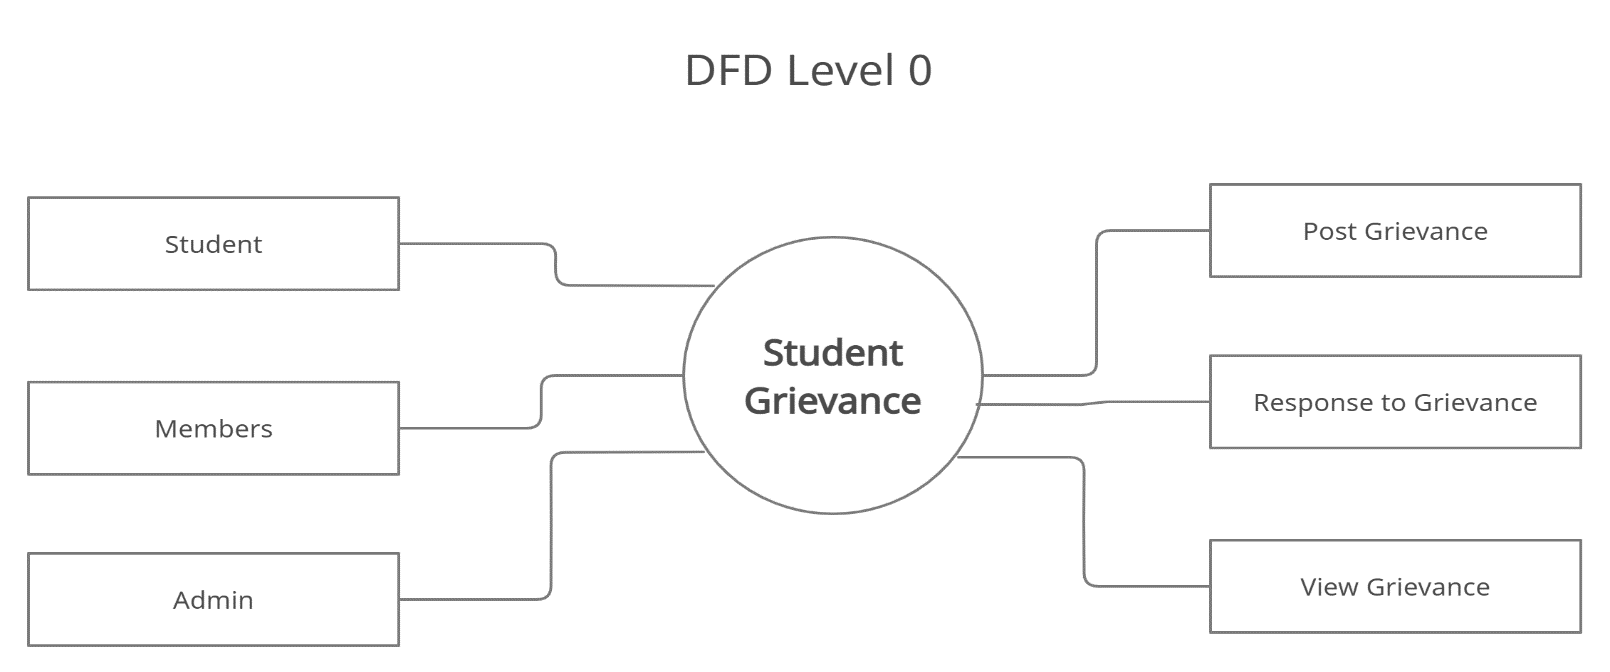 DFD Level 0
Student
Members
Admin
Student
Grievance
Post Grievance
Response to Grievance
View Grievance